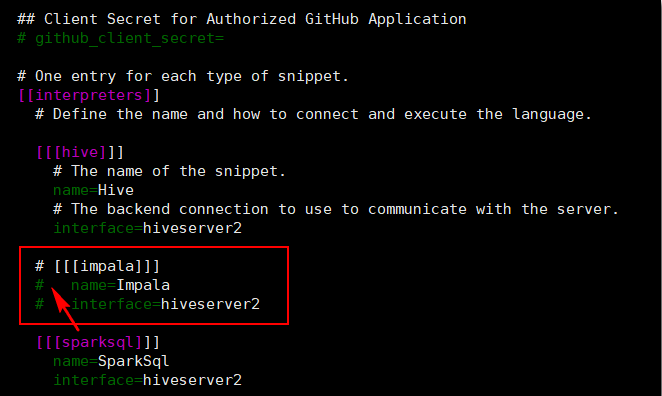 ## Client Secret for Authorized GitHub Application
# github_client_secret=
# One entry for each type of snippet.
[[interpreters]]
# Define the name and how to connect and execute the language.
[[[hive]]]
# The name of the snippet.
name=Hive
# The backend connection to use to communicate with the server.
interface=hiveserver2
# [[[impala]]]
#   name=Impala
#   interface=hiveserver2
[[[sparksql]]]
name=SparkSql
interface=hiveserver2